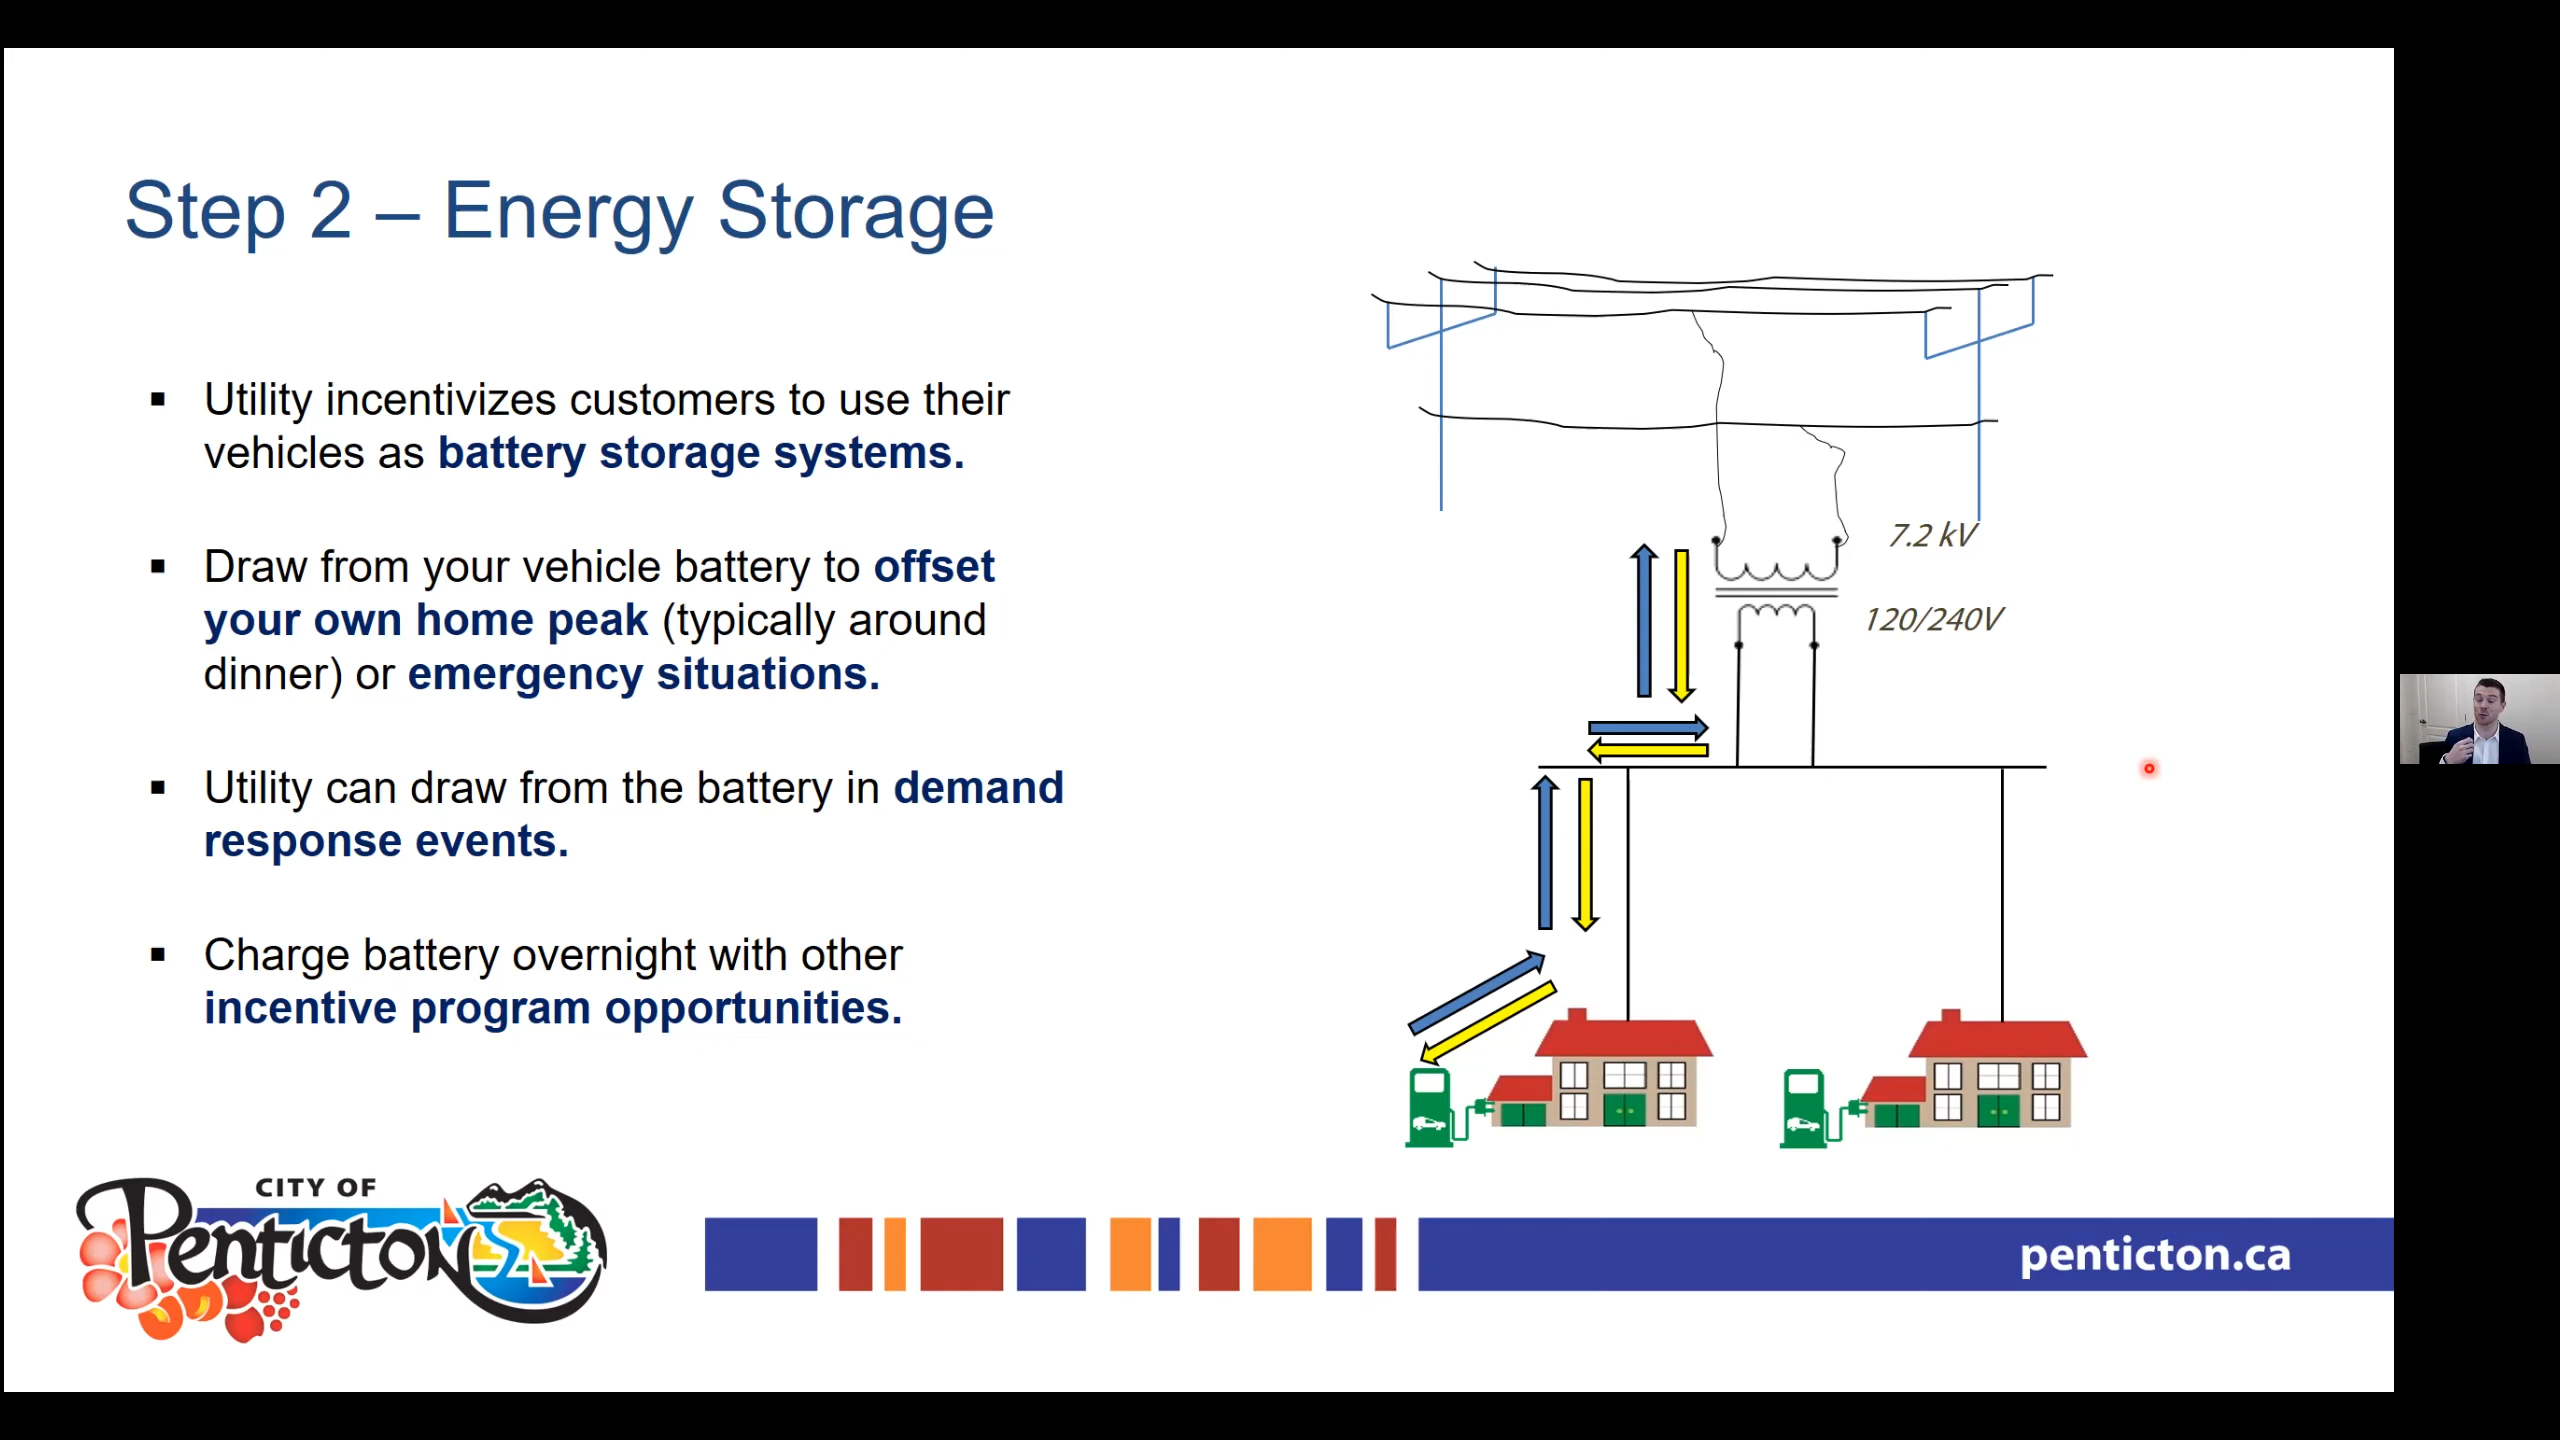 Step 2 – Energy Storage
▪ Utility incentivizes customers to use their
vehicles as battery storage systems.
▪ Draw from your vehicle battery to offset
your own home peak (typically around
dinner) or emergency situations.
▪ Utility can draw from the battery in demand
response events.
▪ Charge battery overnight with other
incentive program opportunities.
7.2 kV
120/240V
CITY OF
Penticton
penticton.ca